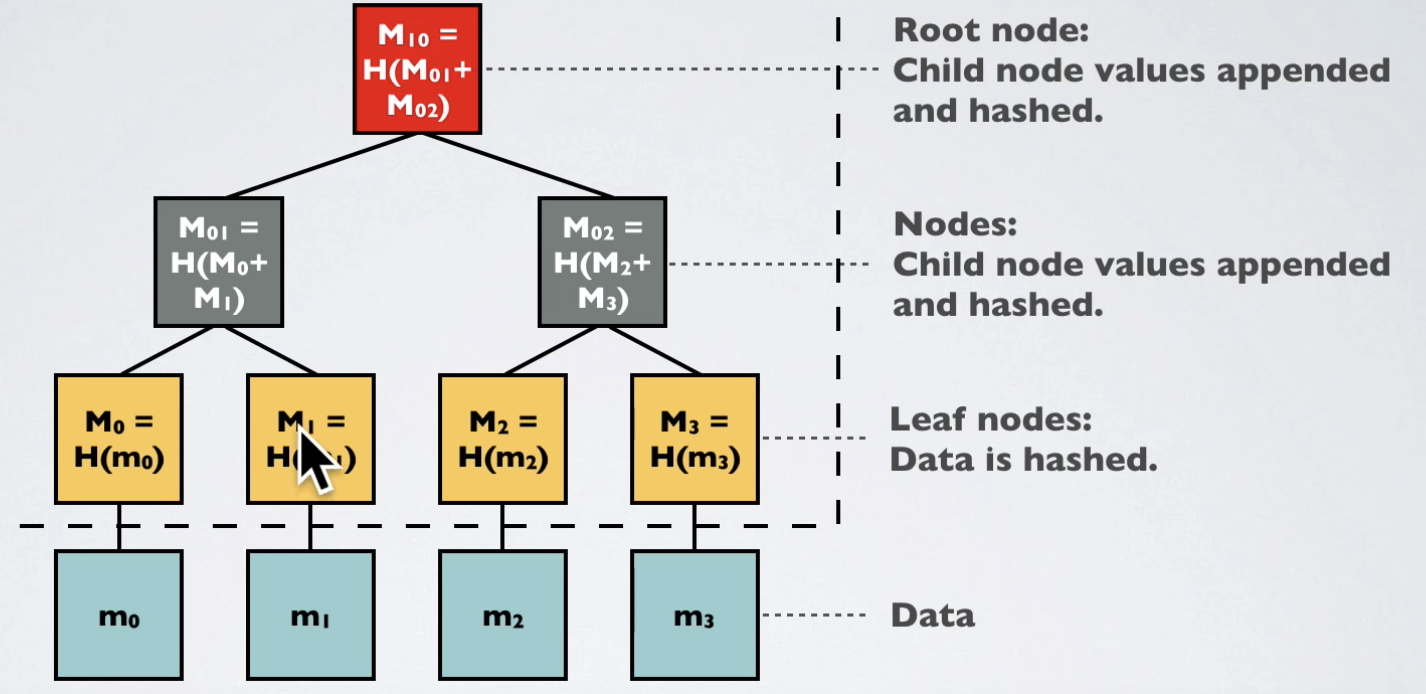 M₁₀ =
H(M₀₁+
M₀₂)
Root node:
Child node values appended
and hashed.
M₀₁ =
H(M₀+
M₁)
M₀₂ =
H(M₂+
M₃)
Nodes:
Child node values appended
and hashed.
M₀ =
H(m₀)
M₁ =
M₂ =
H(m₂)
M₃ =
H(m₃)
Leaf nodes:
Data is hashed.
m₀
m₁
m₂
m₃
Data